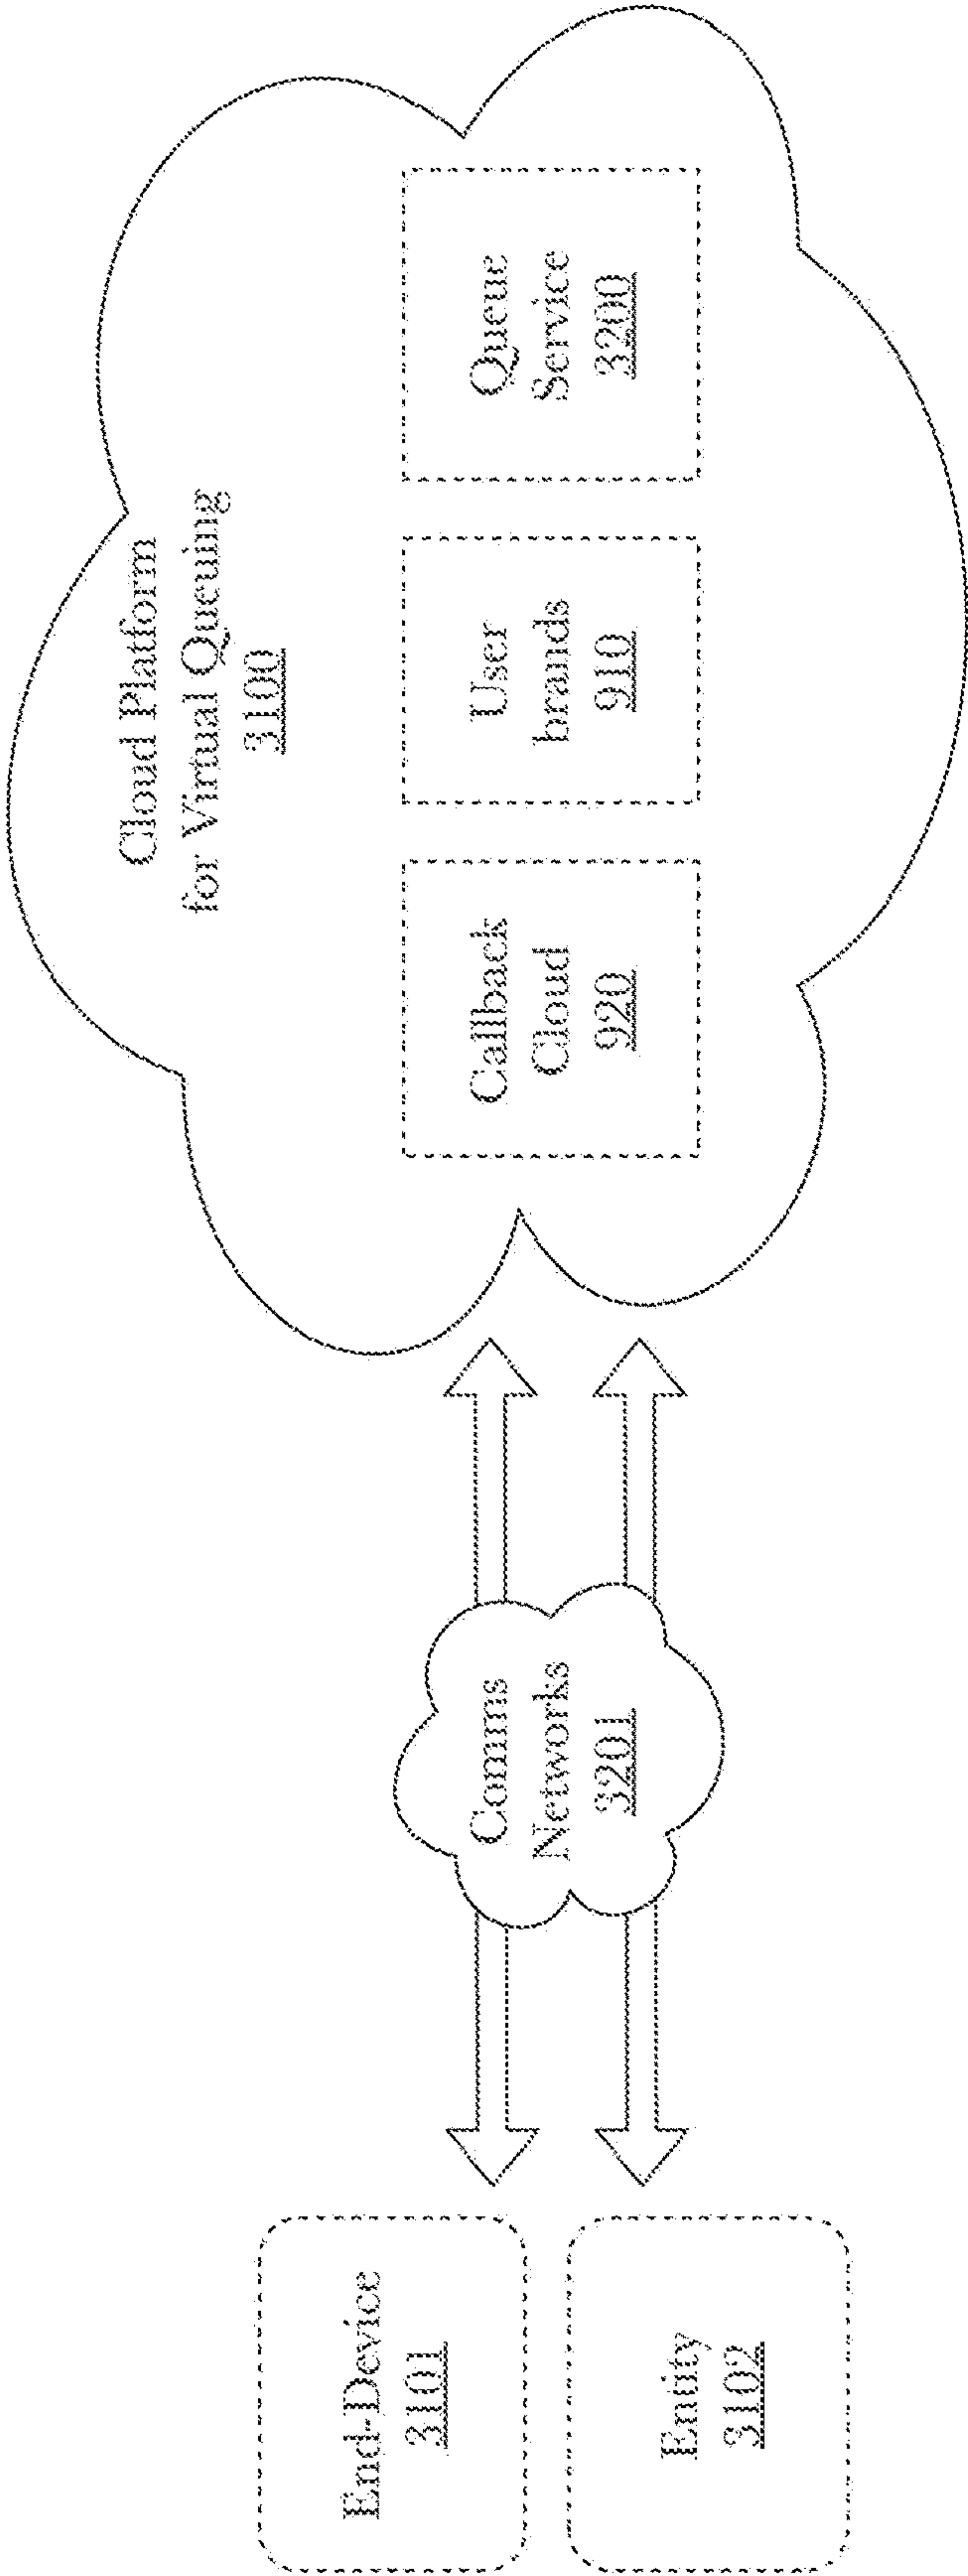 Cloud Platform
for Virtual Queuing
3100
Callback
Cloud
920
User
brands
910
Queue
Service
3200
Comms
Networks
3201
End-Device
3101
Entity
3102